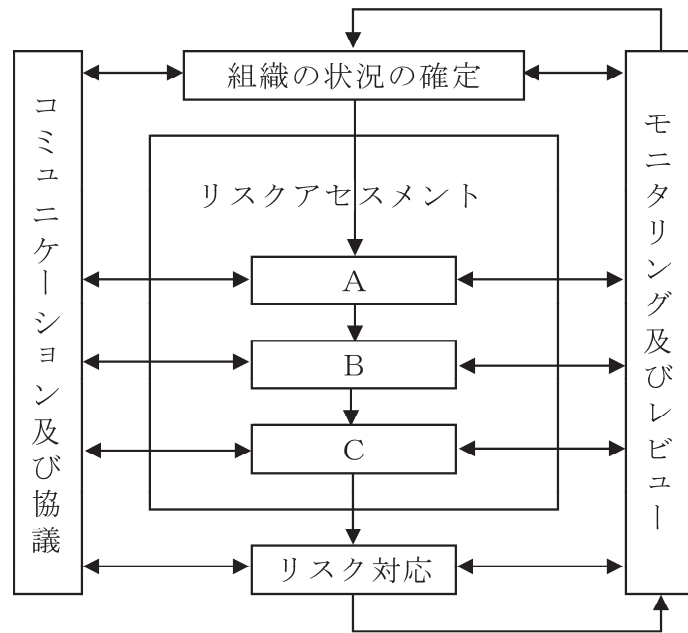 組織の状況の確定
コミュニケーション及び協議
モニタリング及びレビュー
リスクアセスメント
A
B
C
リスク対応